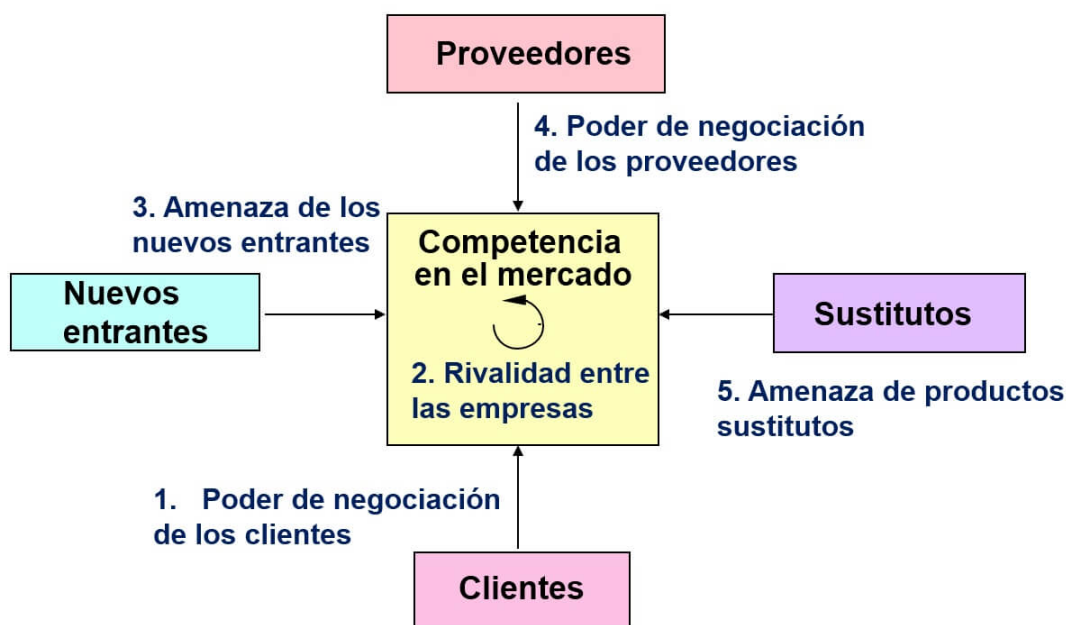 Proveedores
4. Poder de negociación
de los proveedores
3. Amenaza de los
nuevos entrantes
Competencia
en el mercado
Nuevos
entrantes
Sustitutos
2. Rivalidad entre
las empresas
5. Amenaza de productos
sustitutos
1. Poder de negociación
de los clientes
Clientes